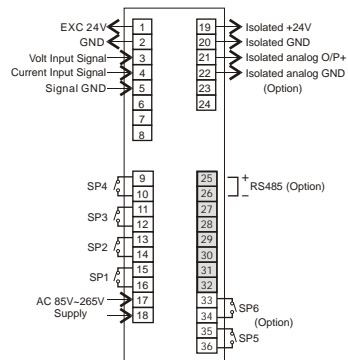 EXC 24V 1 19 Isolated +24V
GND 2 20 Isolated GND
Volt Input Signal 3 21 Isolated analog O/P+
Current Input Signal 4 22 Isolated analog GND
Signal GND 5 23 (Option)
6 24
7
8
SP4 9 25 + RS485 (Option)
10 26 –
SP3 11 27
12 28
SP2 13 29
14 30
SP1 15 31
16 32
AC 85V~265V 17 33 SP6
Supply 18 34 (Option)
35 SP5
36